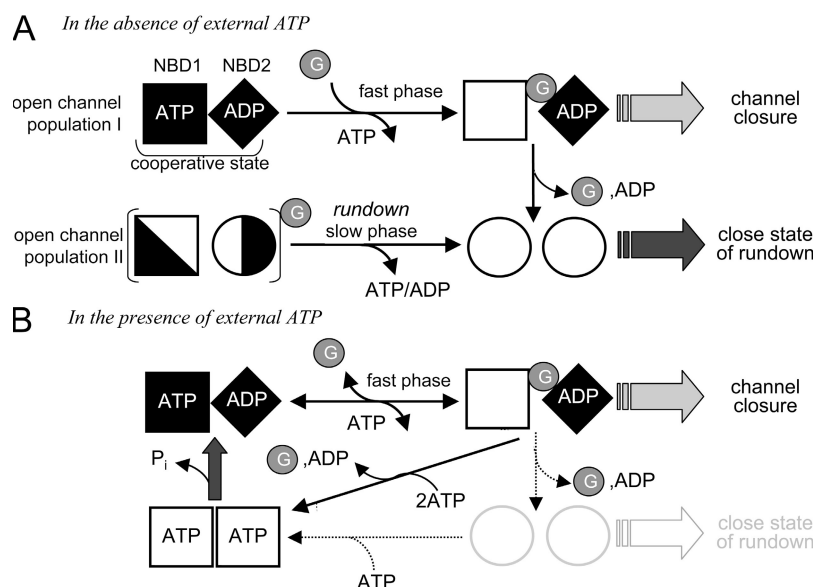 A In the absence of external ATP
NBD1 NBD2
G
open channel
population I
ATP ADP
fast phase
ATP
G
ADP
channel
closure
cooperative state
G ,ADP
open channel
population II
G
rundown
slow phase
ATP/ADP
close state
of rundown
B In the presence of external ATP
G
ATP ADP
fast phase
ATP
G
ADP
channel
closure
Pi
G ,ADP
2ATP
G ,ADP
ATP ATP
ATP
close state
of rundown